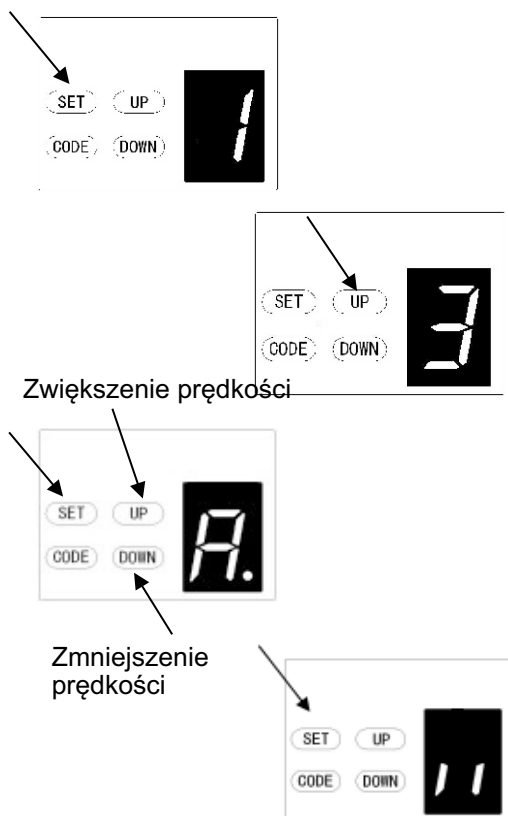 SET UP 1
CODE DOWN
SET UP 3
CODE DOWN
Zwiększenie prędkości
SET UP A.
CODE DOWN
Zmniejszenie
prędkości
SET UP
CODE DOWN 11